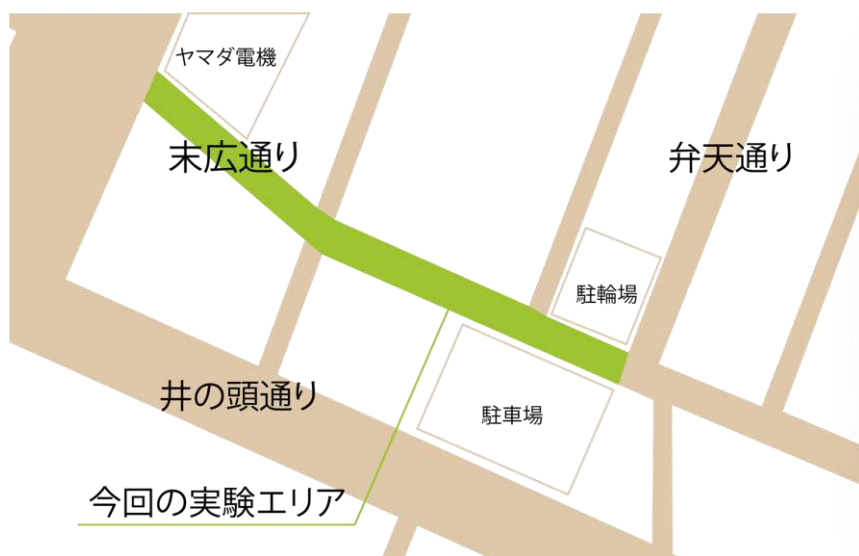 ヤマダ電機
末広通り
弁天通り
駐輪場
井の頭通り
駐車場
今回の実験エリア